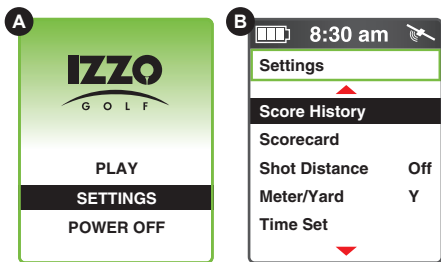 A
IZZO
GOLF
PLAY
SETTINGS
POWER OFF
B
8:30 am
Settings
Score History
Scorecard
Shot Distance Off
Meter/Yard Y
Time Set